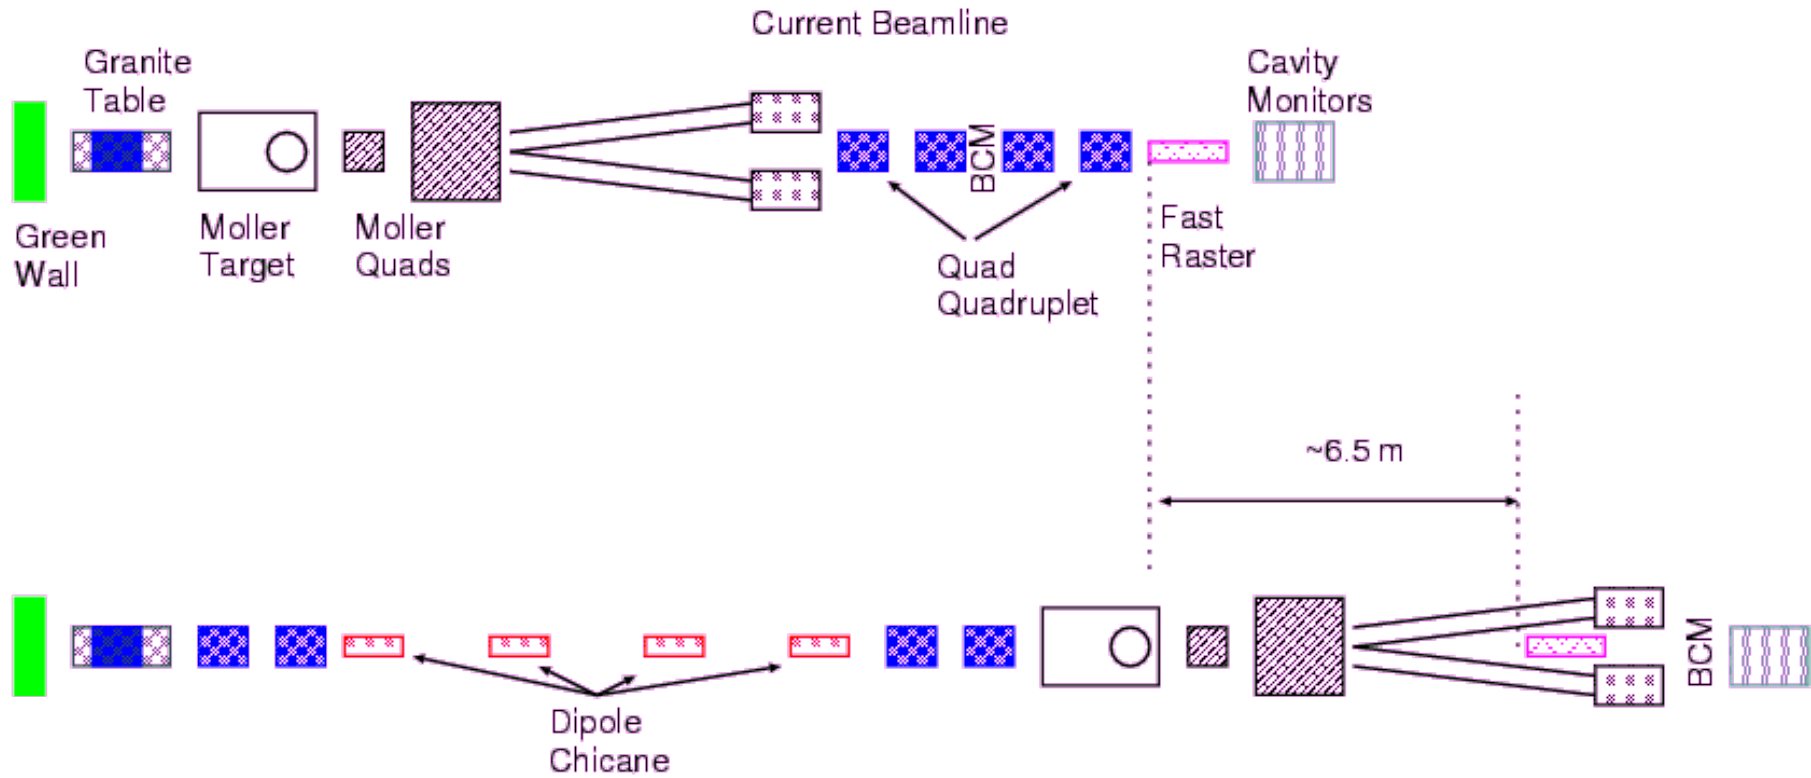 Current Beamline
Granite
Table
Cavity
Monitors
BCM
Green
Wall
Moller
Target
Moller
Quads
Quad
Quadruplet
Fast
Raster
~6.5 m
BCM
Dipole
Chicane